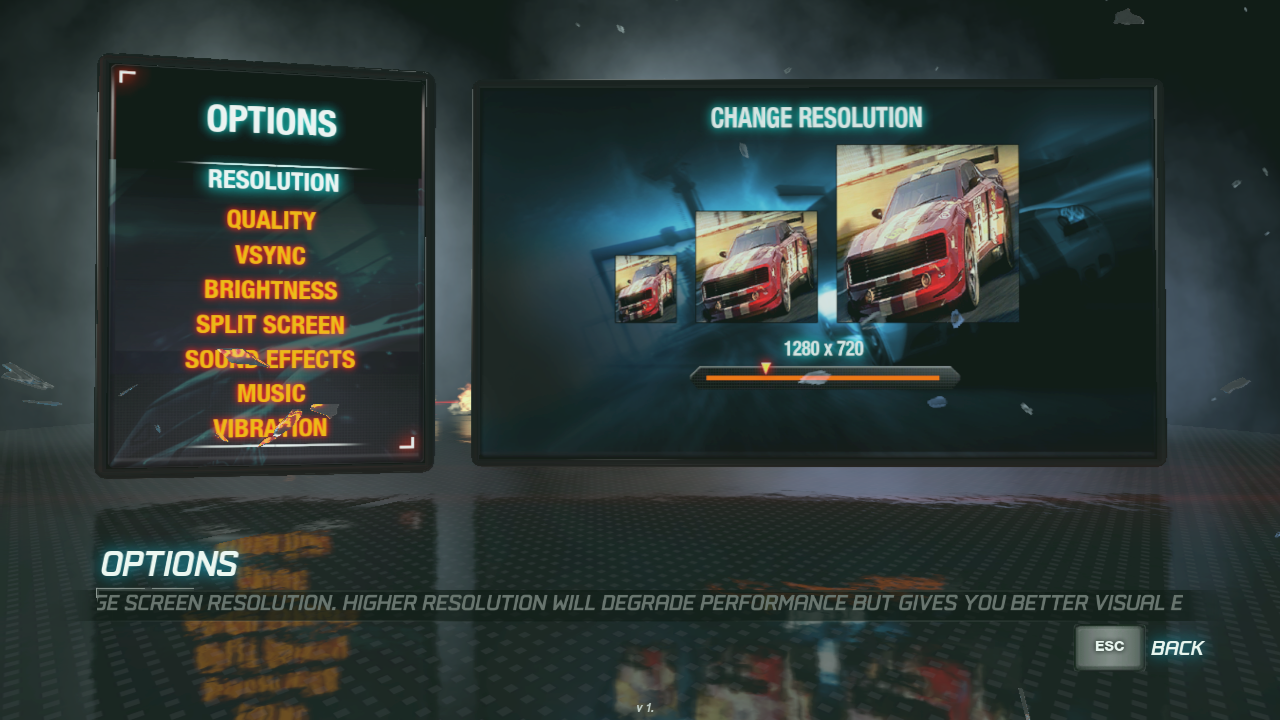 OPTIONS
RESOLUTION
QUALITY
VSYNC
BRIGHTNESS
SPLIT SCREEN
SOUND EFFECTS
MUSIC
VIBRATION
CHANGE RESOLUTION
1280 x 720
OPTIONS
GE SCREEN RESOLUTION. HIGHER RESOLUTION WILL DEGRADE PERFORMANCE BUT GIVES YOU BETTER VISUAL E
ESC BACK
v 1.